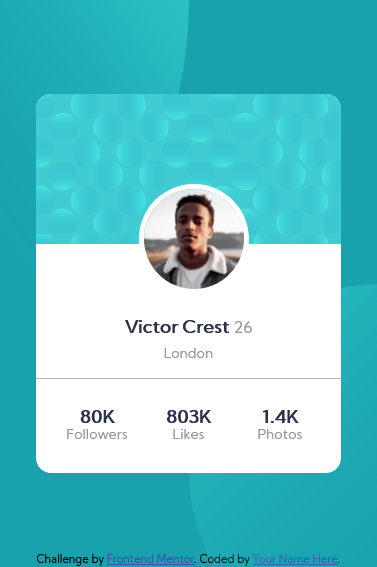 Victor Crest 26
London
80K 803K 1.4K
Followers Likes Photos
Challenge by Frontend Mentor. Coded by Your Name Here.